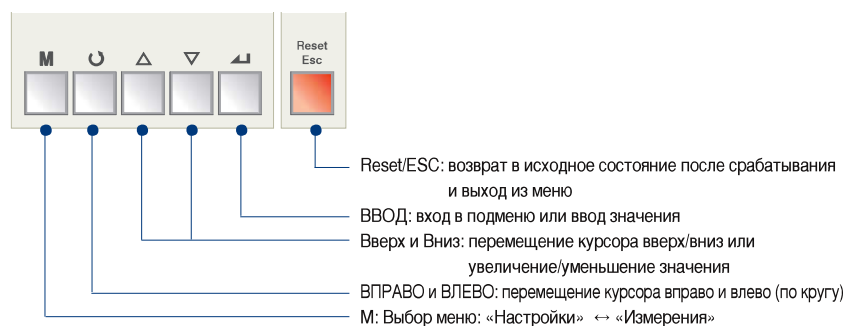 M
Reset
Esc
Reset/ESC: возврат в исходное состояние после срабатывания
и выход из меню
ВВОД: вход в подменю или ввод значения
Вверх и Вниз: перемещение курсора вверх/вниз или
увеличение/уменьшение значения
ВПРАВО и ВЛЕВО: перемещение курсора вправо и влево (по кругу)
М: Выбор меню: «Настройки» ↔ «Измерения»